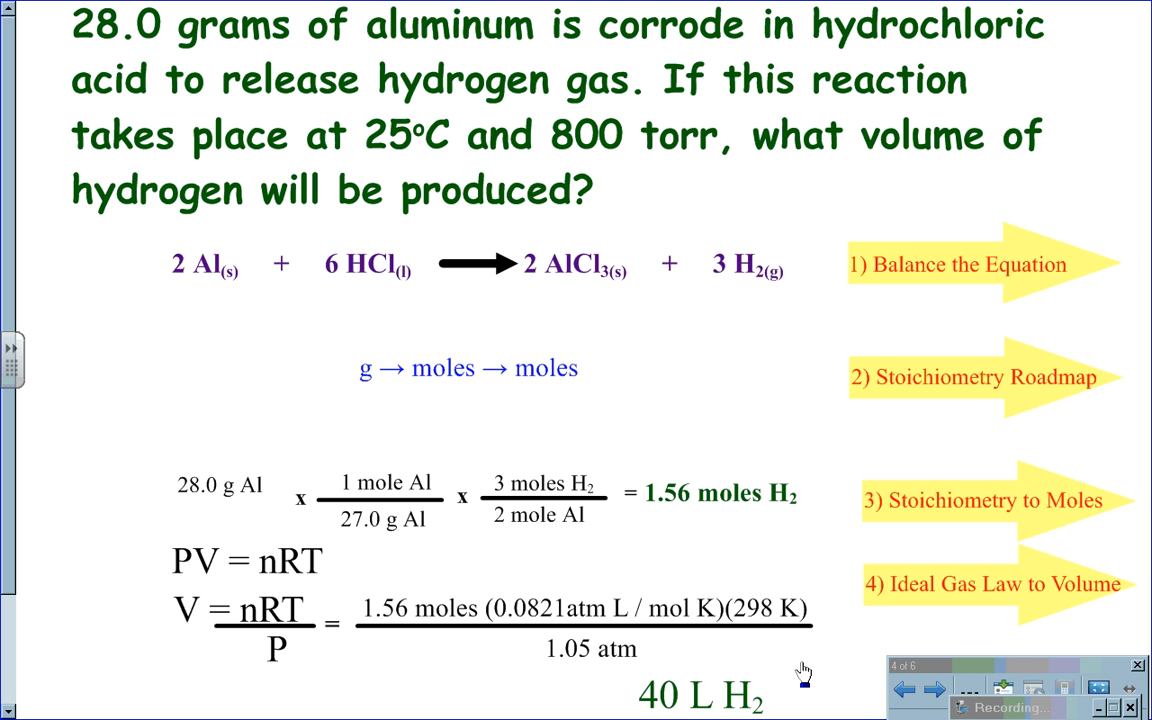 28.0 grams of aluminum is corrode in hydrochloric
acid to release hydrogen gas. If this reaction
takes place at 25°C and 800 torr, what volume of
hydrogen will be produced?
2 Al(s) + 6 HCl(l) → 2 AlCl3(s) + 3 H2(g)
1) Balance the Equation
g → moles → moles
2) Stoichiometry Roadmap
28.0 g Al x 1 mole Al x 3 moles H2 = 1.56 moles H2
27.0 g Al 2 mole Al
3) Stoichiometry to Moles
PV = nRT
4) Ideal Gas Law to Volume
V = nRT = 1.56 moles (0.0821atm L / mol K)(298 K)
P 1.05 atm
40 L H2
4 of 6
Recording...